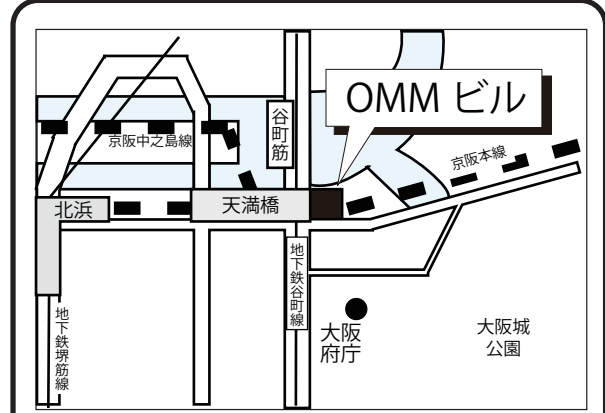 OMM ビル
谷町筋
京阪中之島線
京阪本線
北浜
天満橋
地下鉄谷町線
地下鉄堺筋線
大阪
府庁
大阪城
公園